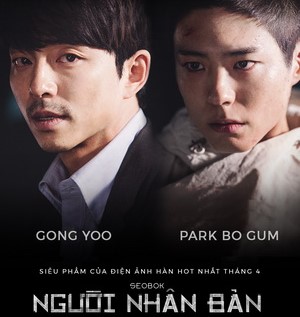 GONG YOO
PARK BO GUM
SIÊU PHẨM CỦA ĐIỆN ẢNH HÀN HOT NHẤT THÁNG 4
SEOBOK
NGƯỜI NHÂN BẢN